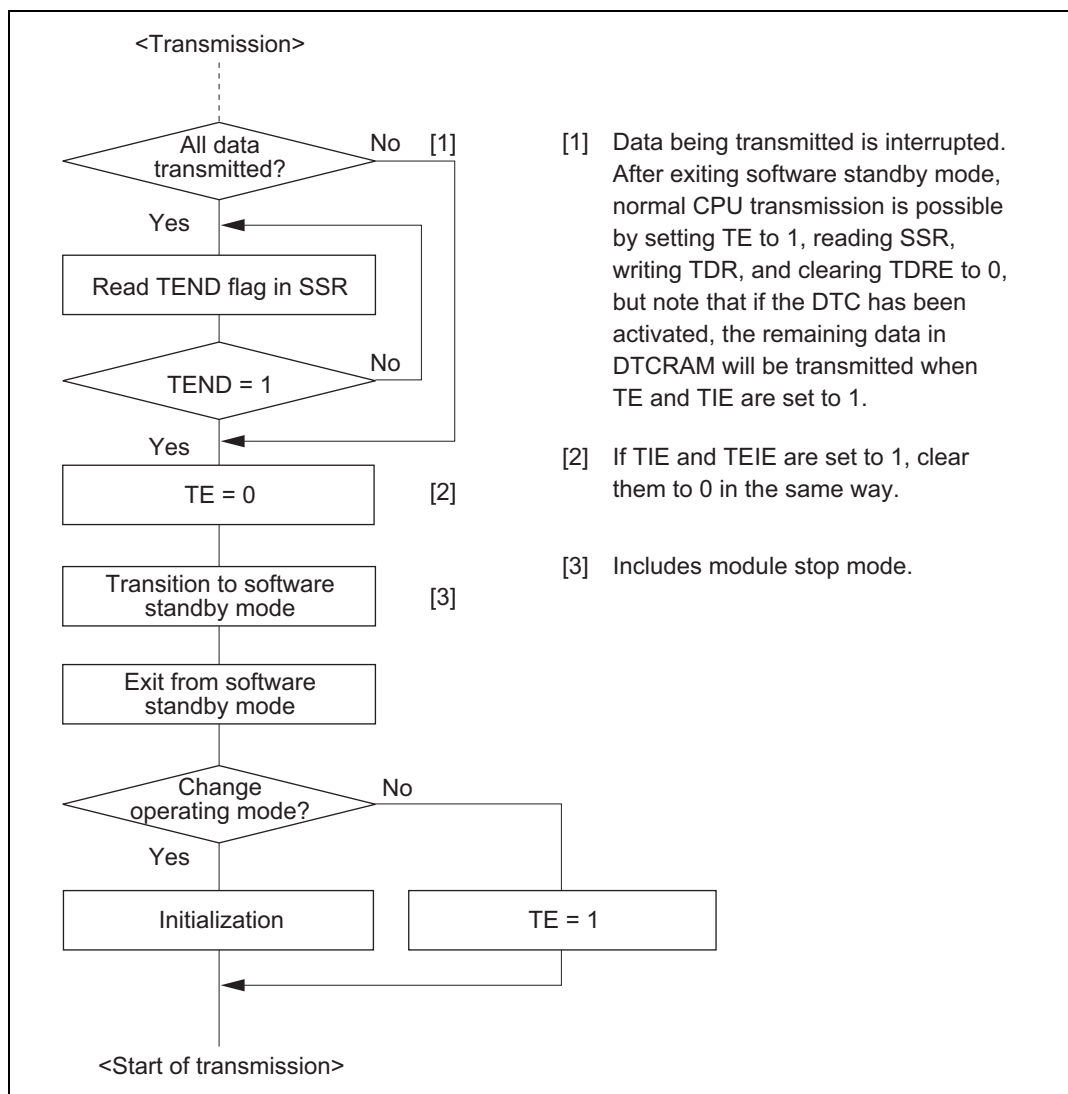 <Transmission>
All data
transmitted?
No
[1]
Yes
Read TEND flag in SSR
No
TEND = 1
Yes
TE = 0
[2]
Transition to software
standby mode
[3]
Exit from software
standby mode
Change
operating mode?
No
Yes
Initialization
TE = 1
<Start of transmission>
[1] Data being transmitted is interrupted.
After exiting software standby mode,
normal CPU transmission is possible
by setting TE to 1, reading SSR,
writing TDR, and clearing TDRE to 0,
but note that if the DTC has been
activated, the remaining data in
DTCRAM will be transmitted when
TE and TIE are set to 1.
[2] If TIE and TEIE are set to 1, clear
them to 0 in the same way.
[3] Includes module stop mode.